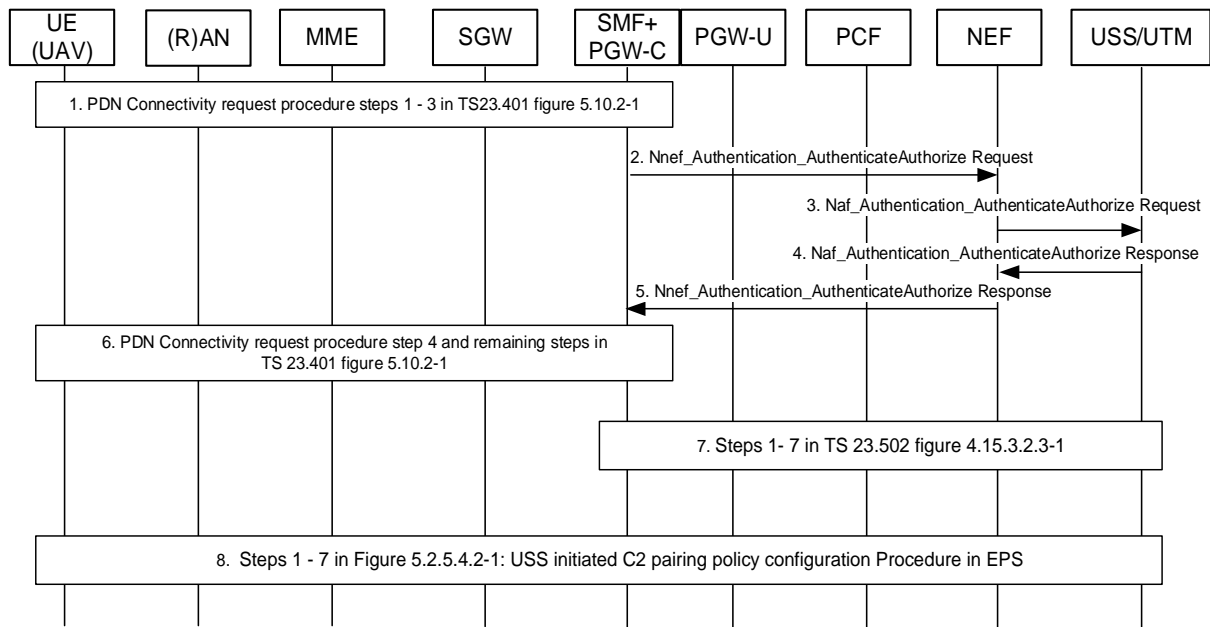 UE
(UAV)
(R)AN
MME
SGW
SMF+
PGW-C
PGW-U
PCF
NEF
USS/UTM
1. PDN Connectivity request procedure steps 1 - 3 in TS23.401 figure 5.10.2-1
2. Nnef_Authentication_AuthenticateAuthorize Request
3. Naf_Authentication_AuthenticateAuthorize Request
4. Naf_Authentication_AuthenticateAuthorize Response
5. Nnef_Authentication_AuthenticateAuthorize Response
6. PDN Connectivity request procedure step 4 and remaining steps in
TS 23.401 figure 5.10.2-1
7. Steps 1- 7 in TS 23.502 figure 4.15.3.2.3-1
8. Steps 1 - 7 in Figure 5.2.5.4.2-1: USS initiated C2 pairing policy configuration Procedure in EPS